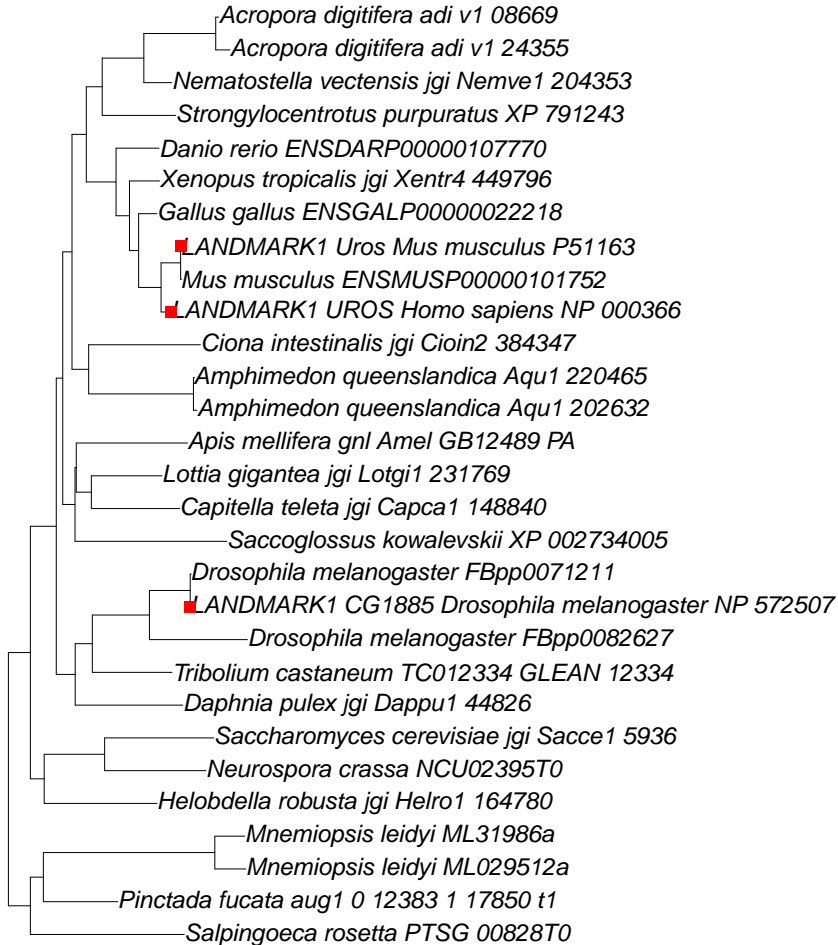 Acropora digitifera adi v1 08669
Acropora digitifera adi v1 24355
Nematostella vectensis jgi Nemve1 204353
Strongylocentrotus purpuratus XP 791243
Danio rerio ENSDARP00000107770
Xenopus tropicalis jgi Xentr4 449796
Gallus gallus ENSGALP00000022218
LANDMARK1 Uros Mus musculus P51163
Mus musculus ENSMUSP00000101752
LANDMARK1 UROS Homo sapiens NP 000366
Ciona intestinalis jgi Cioin2 384347
Amphimedon queenslandica Aqu1 220465
Amphimedon queenslandica Aqu1 202632
Apis mellifera gnl Amel GB12489 PA
Lottia gigantea jgi Lotgi1 231769
Capitella teleta jgi Capca1 148840
Saccoglossus kowalevskii XP 002734005
Drosophila melanogaster FBpp0071211
LANDMARK1 CG1885 Drosophila melanogaster NP 572507
Drosophila melanogaster FBpp0082627
Tribolium castaneum TC012334 GLEAN 12334
Daphnia pulex jgi Dappu1 44826
Saccharomyces cerevisiae jgi Sacce1 5936
Neurospora crassa NCU02395T0
Helobdella robusta jgi Helro1 164780
Mnemiopsis leidyi ML31986a
Mnemiopsis leidyi ML029512a
Pinctada fucata aug1 0 12383 1 17850 t1
Salpingoeca rosetta PTSG 00828T0